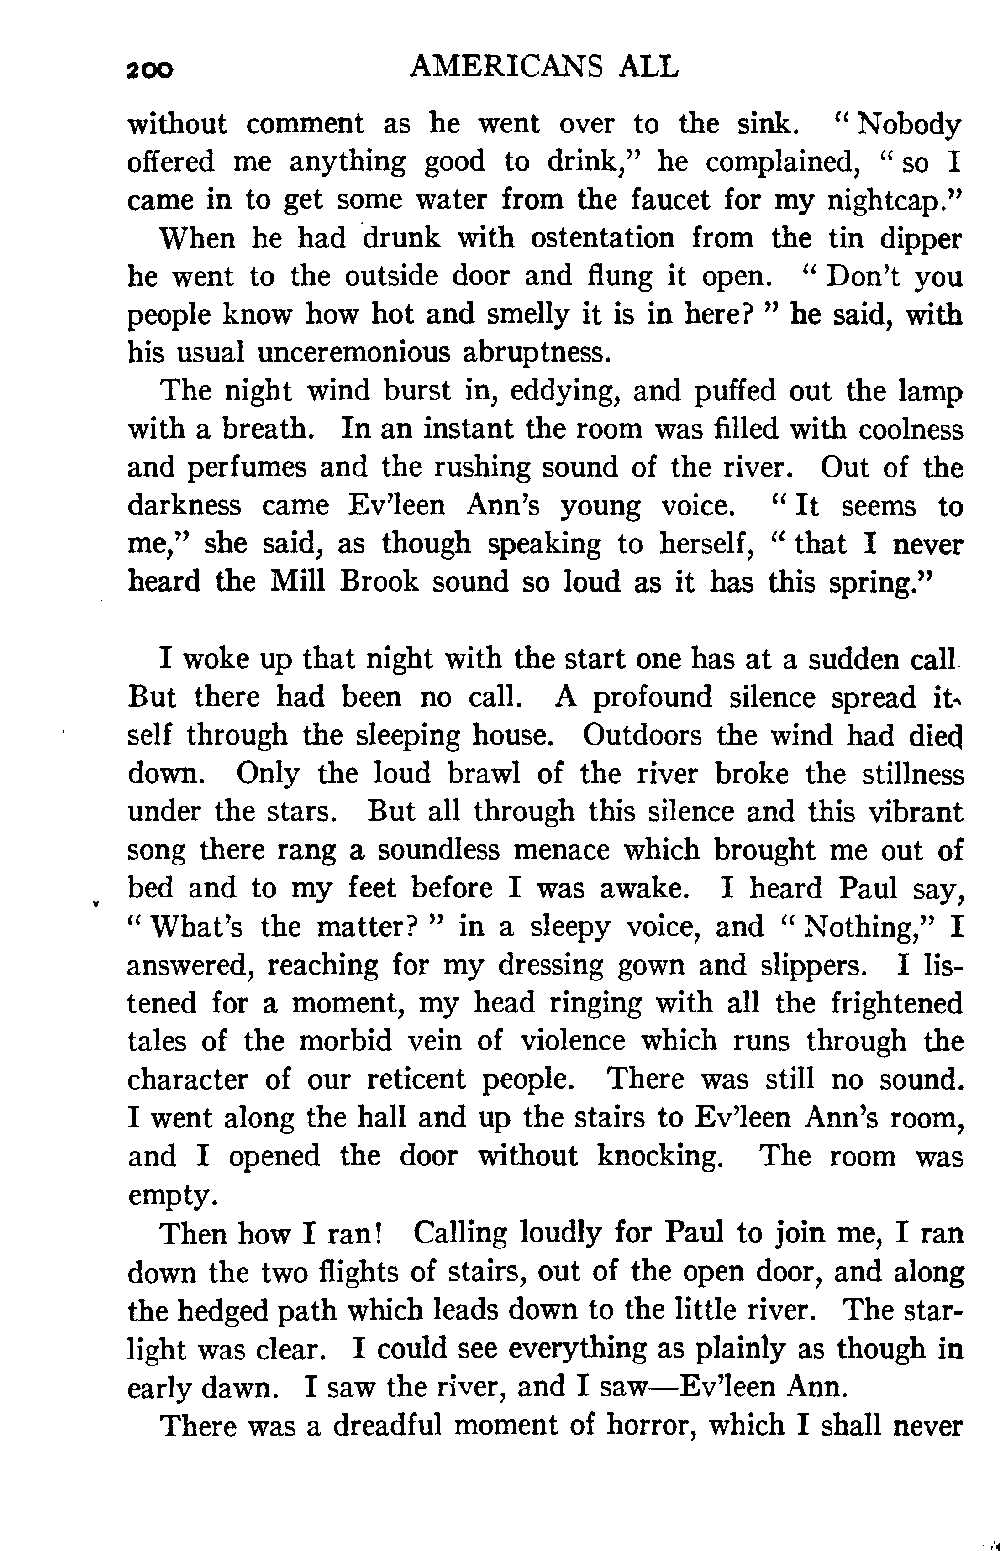 200 AMERICANS ALL
without comment as he went over to the sink. " Nobody
offered me anything good to drink," he complained, " so I
came in to get some water from the faucet for my nightcap."
When he had drunk with ostentation from the tin dipper
he went to the outside door and flung it open. " Don't you
people know how hot and smelly it is in here? " he said, with
his usual unceremonious abruptness.
The night wind burst in, eddying, and puffed out the lamp
with a breath. In an instant the room was filled with coolness
and perfumes and the rushing sound of the river. Out of the
darkness came Ev'leen Ann's young voice. " It seems to
me," she said, as though speaking to herself, " that I never
heard the Mill Brook sound so loud as it has this spring."
I woke up that night with the start one has at a sudden call.
But there had been no call. A profound silence spread it-
self through the sleeping house. Outdoors the wind had died
down. Only the loud brawl of the river broke the stillness
under the stars. But all through this silence and this vibrant
song there rang a soundless menace which brought me out of
bed and to my feet before I was awake. I heard Paul say,
" What's the matter? " in a sleepy voice, and " Nothing," I
answered, reaching for my dressing gown and slippers. I lis-
tened for a moment, my head ringing with all the frightened
tales of the morbid vein of violence which runs through the
character of our reticent people. There was still no sound.
I went along the hall and up the stairs to Ev'leen Ann's room,
and I opened the door without knocking. The room was
empty.
Then how I ran! Calling loudly for Paul to join me, I ran
down the two flights of stairs, out of the open door, and along
the hedged path which leads down to the little river. The star-
light was clear. I could see everything as plainly as though in
early dawn. I saw the river, and I saw—Ev'leen Ann.
There was a dreadful moment of horror, which I shall never